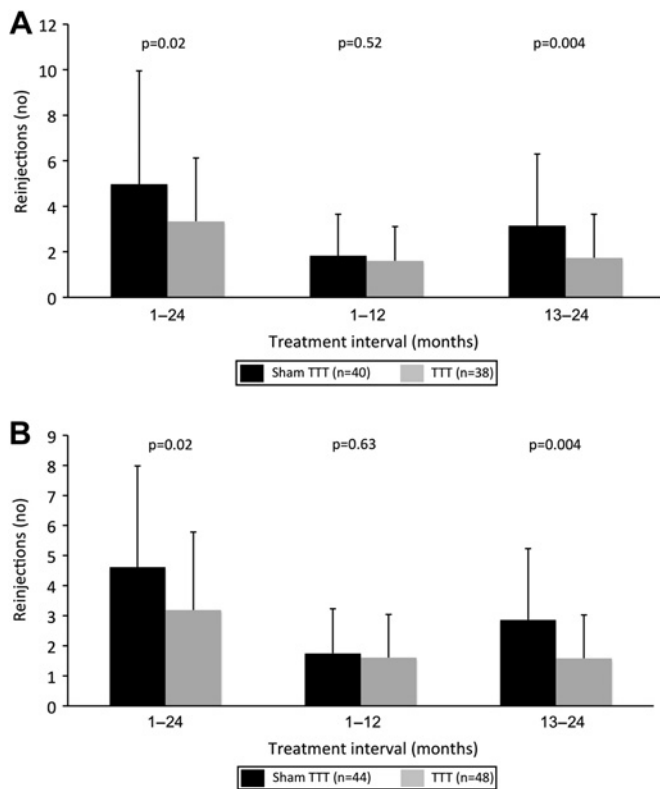 A
12
10
8
6
4
2
0
Reinjections (no)
p=0.02 p=0.52 p=0.004
1–24 1–12 13–24
Treatment interval (months)
Sham TTT (n=40) TTT (n=38)
B
9
8
7
6
5
4
3
2
1
0
Reinjections (no)
p=0.02 p=0.63 p=0.004
1–24 1–12 13–24
Treatment interval (months)
Sham TTT (n=44) TTT (n=48)